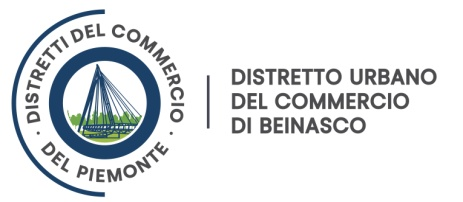 DISTRETTI DEL COMMERCIO
· DEL PIEMONTE ·
DISTRETTO URBANO
DEL COMMERCIO
DI BEINASCO